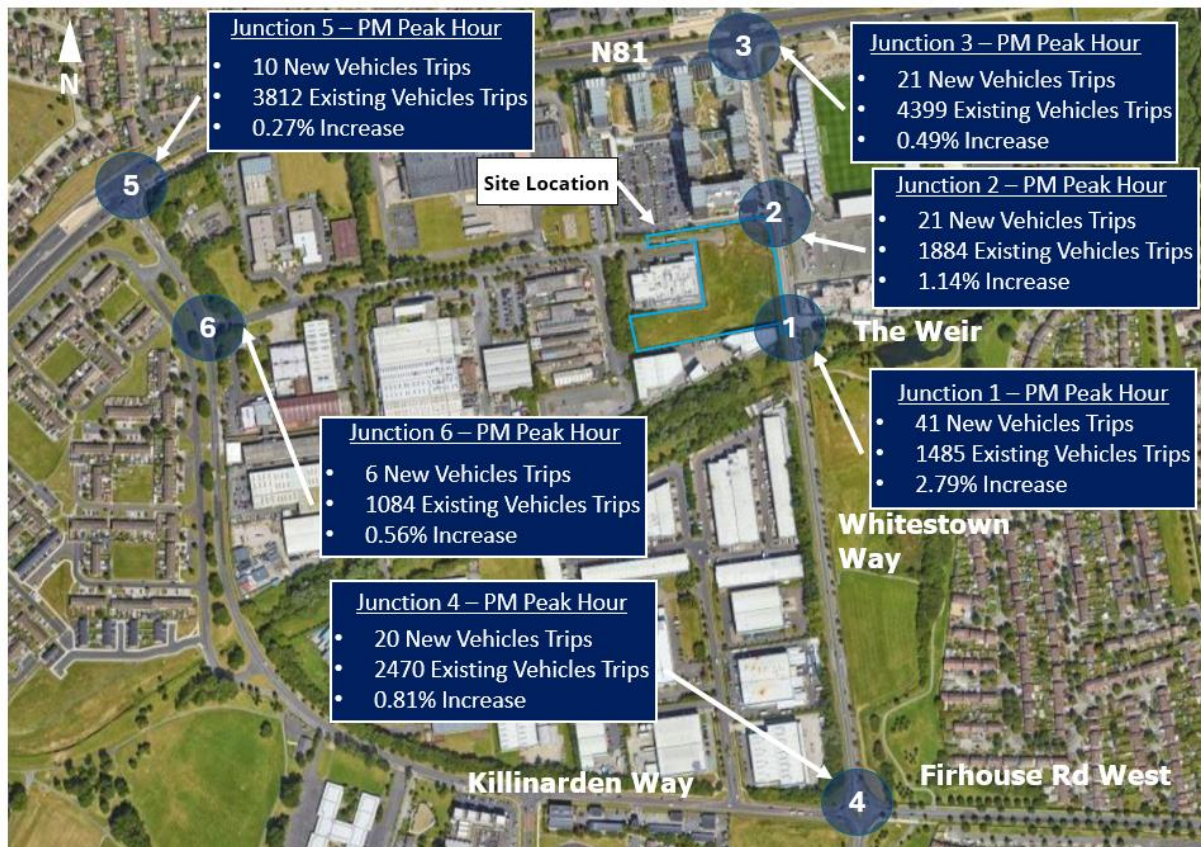 Junction 5 – PM Peak Hour
• 10 New Vehicles Trips
• 3812 Existing Vehicles Trips
• 0.27% Increase
N
N81
3
Junction 3 – PM Peak Hour
• 21 New Vehicles Trips
• 4399 Existing Vehicles Trips
• 0.49% Increase
5
Site Location
2
Junction 2 – PM Peak Hour
• 21 New Vehicles Trips
• 1884 Existing Vehicles Trips
• 1.14% Increase
6
1
The Weir
Junction 1 – PM Peak Hour
• 41 New Vehicles Trips
• 1485 Existing Vehicles Trips
• 2.79% Increase
Junction 6 – PM Peak Hour
• 6 New Vehicles Trips
• 1084 Existing Vehicles Trips
• 0.56% Increase
Whitestown
Way
Junction 4 – PM Peak Hour
• 20 New Vehicles Trips
• 2470 Existing Vehicles Trips
• 0.81% Increase
Killinarden Way
Firhouse Rd West
4